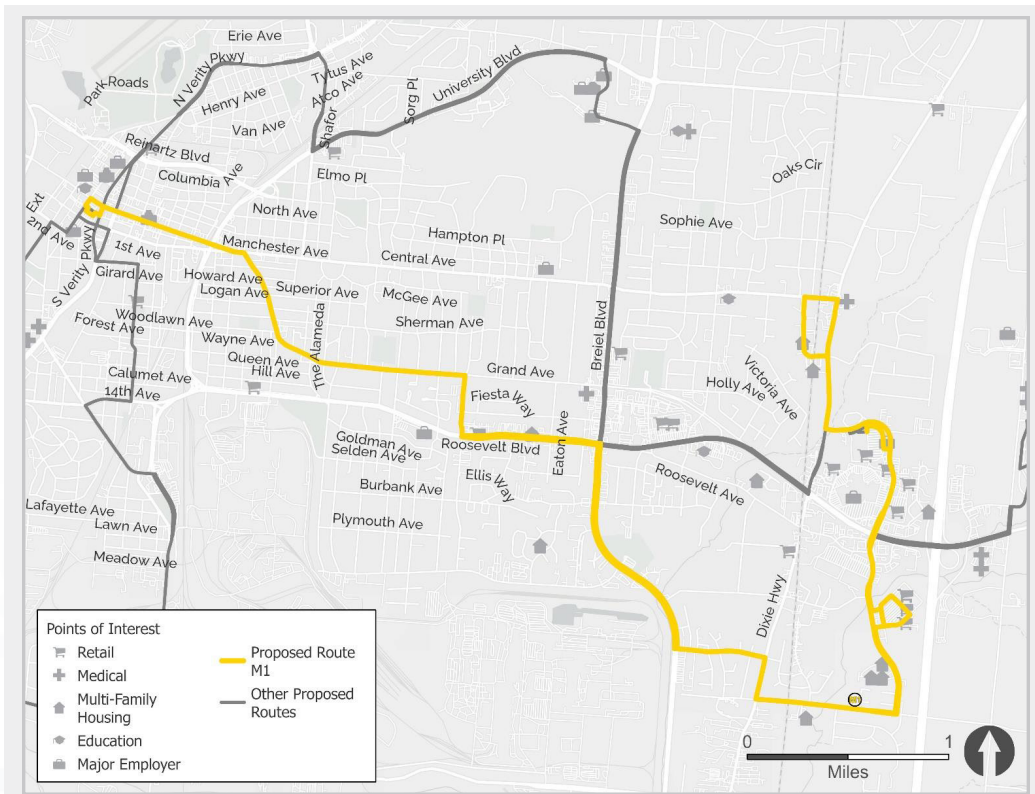 Erie Ave
N Verity Pkwy
Park-Roads
Tytus Ave
Atco Ave
Henry Ave
Van Ave
Shafor
Sorg Pl
University Blvd
Reinartz Blvd
Columbia Ave
Elmo Pl
Oaks Cir
Ext
2nd Ave
North Ave
Sophie Ave
S Verity Pkwy
1st Ave
Manchester Ave
Hampton Pl
Central Ave
Girard Ave
Howard Ave
Logan Ave
Superior Ave
McGee Ave
Woodlawn Ave
Forest Ave
Sherman Ave
Wayne Ave
The Alameda
Breiel Blvd
Queen Ave
Hill Ave
Grand Ave
Victoria Ave
Calumet Ave
14th Ave
Fiesta Way
Holly Ave
Goldman Ave
Selden Ave
Roosevelt Blvd
Eaton Ave
Ellis Way
Roosevelt Ave
Burbank Ave
Lafayette Ave
Lawn Ave
Plymouth Ave
Meadow Ave
Dixie Hwy
Points of Interest
Retail
Medical
Multi-Family
Housing
Education
Major Employer
Proposed Route
M1
Other Proposed
Routes
0
1
Miles